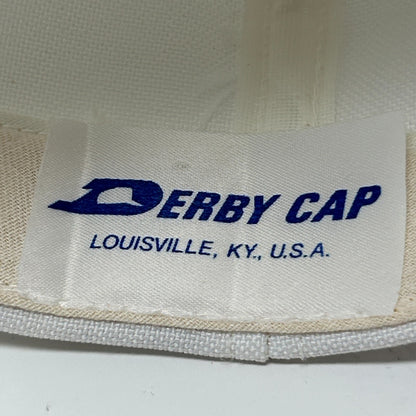 DERBY CAP
LOUISVILLE, KY., U.S.A.